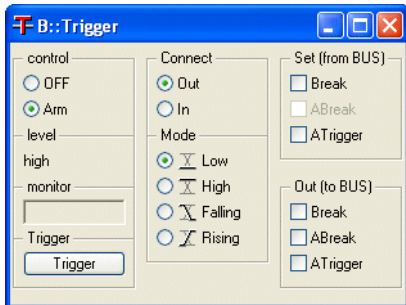 B::Trigger
control
OFF
Arm
level
high
monitor
Trigger
Trigger
Connect
Out
In
Mode
Low
High
Falling
Rising
Set (from BUS)
Break
ABreak
ATrigger
Out (to BUS)
Break
ABreak
ATrigger